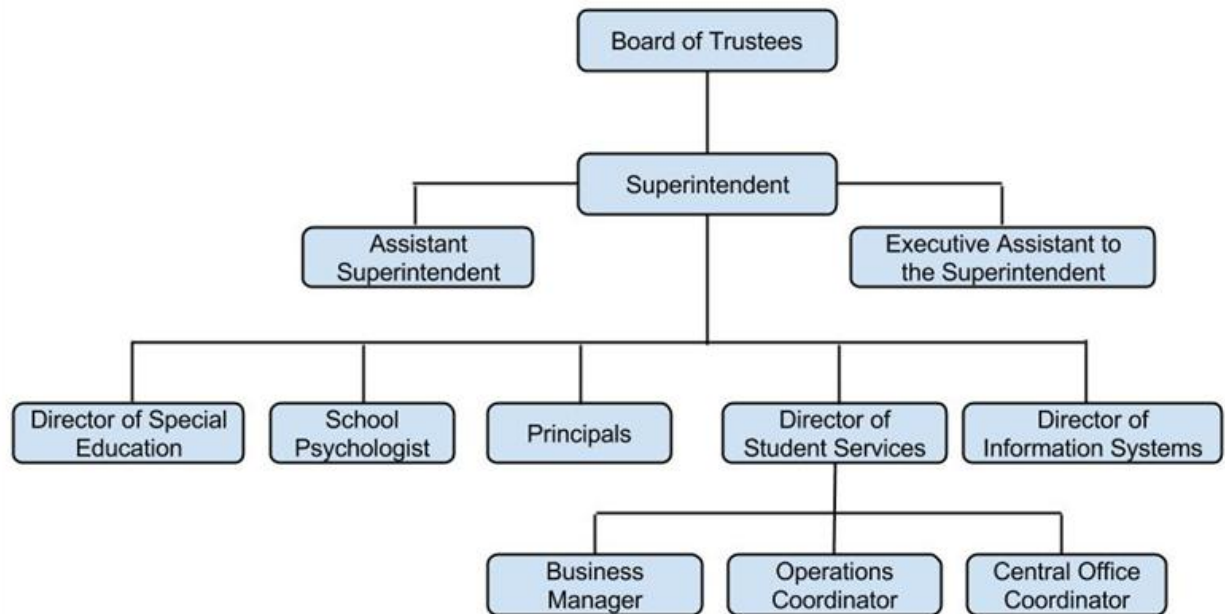 Board of Trustees
Superintendent
Assistant
Superintendent
Executive Assistant to
the Superintendent
Director of Special
Education
School
Psychologist
Principals
Director of
Student Services
Director of
Information Systems
Business
Manager
Operations
Coordinator
Central Office
Coordinator